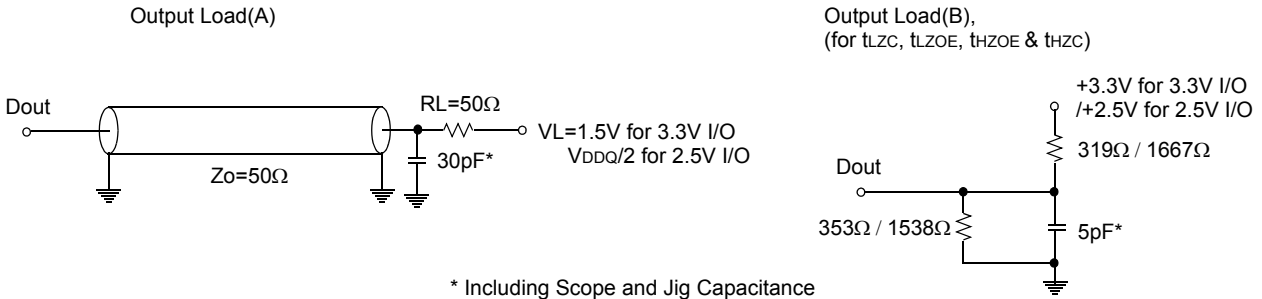 Output Load(A)
Dout
Zo=50Ω
RL=50Ω
30pF*
VL=1.5V for 3.3V I/O
VDDQ/2 for 2.5V I/O
Output Load(B),
(for tLZC, tLZOE, tHZOE & tHZC)
+3.3V for 3.3V I/O
/+2.5V for 2.5V I/O
319Ω / 1667Ω
Dout
353Ω / 1538Ω
5pF*
* Including Scope and Jig Capacitance